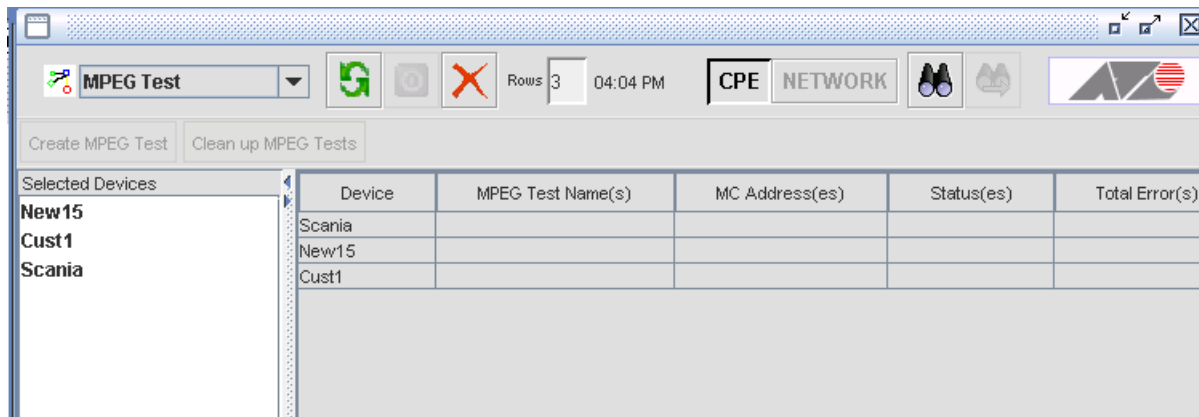 MPEG Test Rows 3 04:04 PM CPE NETWORK
Create MPEG Test Clean up MPEG Tests
Selected Devices
New15
Cust1
Scania
Device MPEG Test Name(s) MC Address(es) Status(es) Total Error(s)
Scania
New15
Cust1